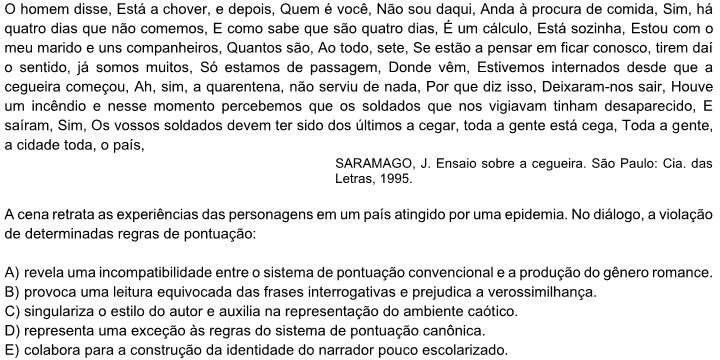 O homem disse, Está a chover, e depois, Quem é você, Não sou daqui, Anda à procura de comida, Sim, há
quatro dias que não comemos, E como sabe que são quatro dias, É um cálculo, Está sozinha, Estou com o
meu marido e uns companheiros, Quantos são, Ao todo, sete, Se estão a pensar em ficar conosco, tirem daí
o sentido, já somos muitos, Só estamos de passagem, Donde vêm, Estivemos internados desde que a
cegueira começou, Ah, sim, a quarentena, não serviu de nada, Por que diz isso, Deixaram-nos sair, Houve
um incêndio e nesse momento percebemos que os soldados que nos vigiavam tinham desaparecido, E
saíram, Sim, Os vossos soldados devem ter sido dos últimos a cegar, toda a gente está cega, Toda a gente,
a cidade toda, o país,
SARAMAGO, J. Ensaio sobre a cegueira. São Paulo: Cia. das
Letras, 1995.
A cena retrata as experiências das personagens em um país atingido por uma epidemia. No diálogo, a violação
de determinadas regras de pontuação:
A) revela uma incompatibilidade entre o sistema de pontuação convencional e a produção do gênero romance.
B) provoca uma leitura equivocada das frases interrogativas e prejudica a verossimilhança.
C) singulariza o estilo do autor e auxilia na representação do ambiente caótico.
D) representa uma exceção às regras do sistema de pontuação canônica.
E) colabora para a construção da identidade do narrador pouco escolarizado.